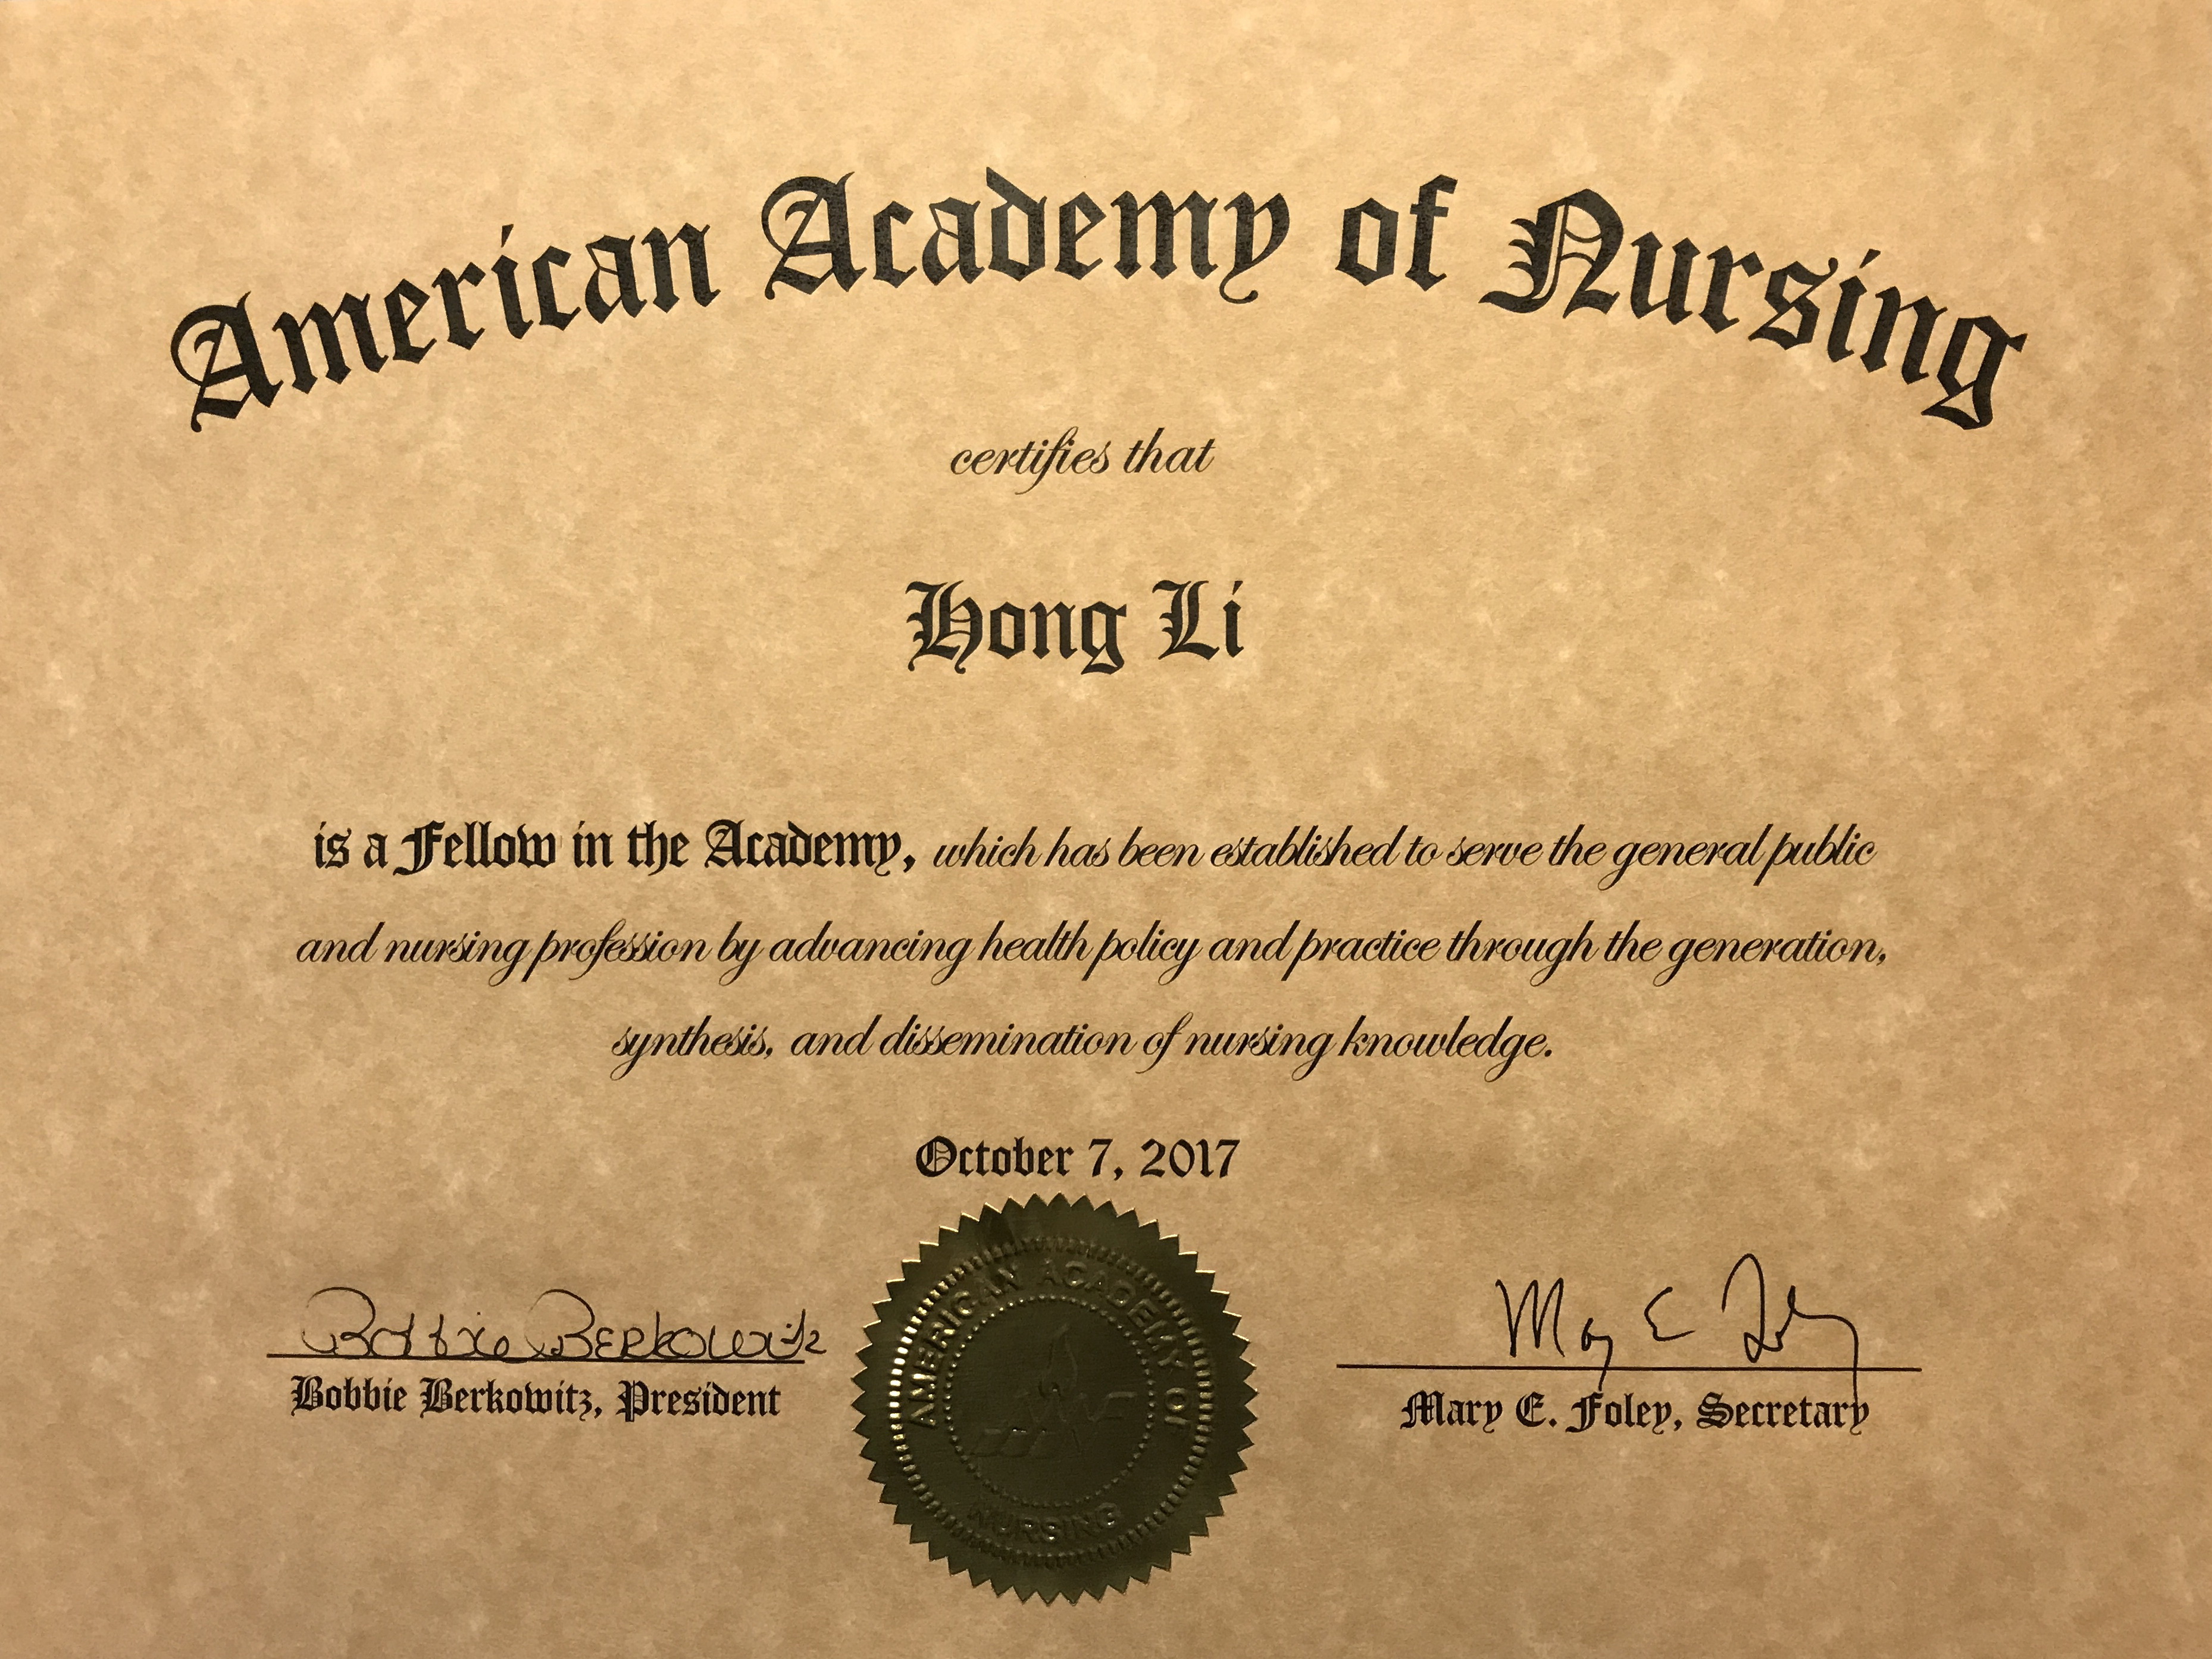 American Academy of Nursing
certifies that
Hong Li
is a Fellow in the Academy, which has been established to serve the general public
and nursing profession by advancing health policy and practice through the generation,
synthesis, and dissemination of nursing knowledge.
October 7, 2017
Bobbie Berkowitz
Bobbie Berkowitz, President
AMERICAN ACADEMY OF
NURSING
Mary E Foley
Mary E. Foley, Secretary